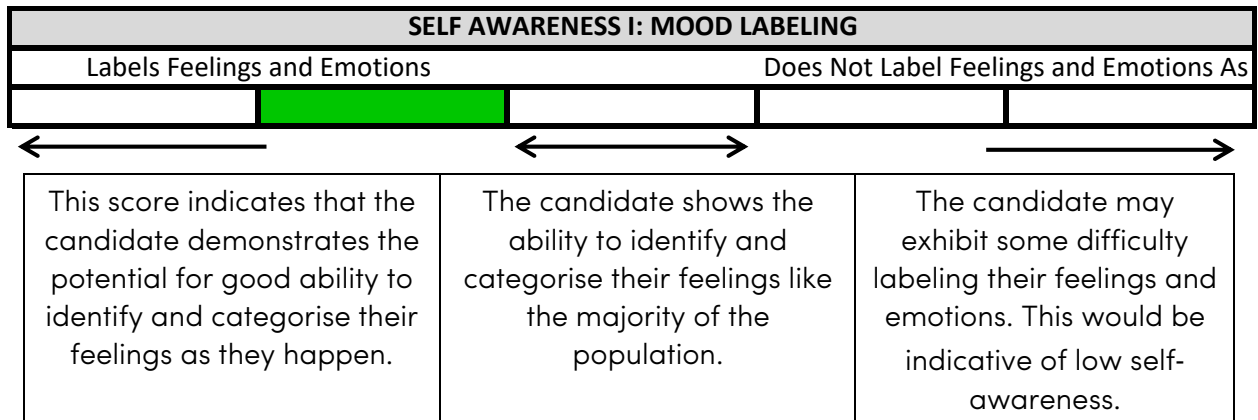 SELF AWARENESS I: MOOD LABELING
Labels Feelings and Emotions
Does Not Label Feelings and Emotions As
This score indicates that the
candidate demonstrates the
potential for good ability to
identify and categorise their
feelings as they happen.
The candidate shows the
ability to identify and
categorise their feelings like
the majority of the
population.
The candidate may
exhibit some difficulty
labeling their feelings and
emotions. This would be
indicative of low self-
awareness.